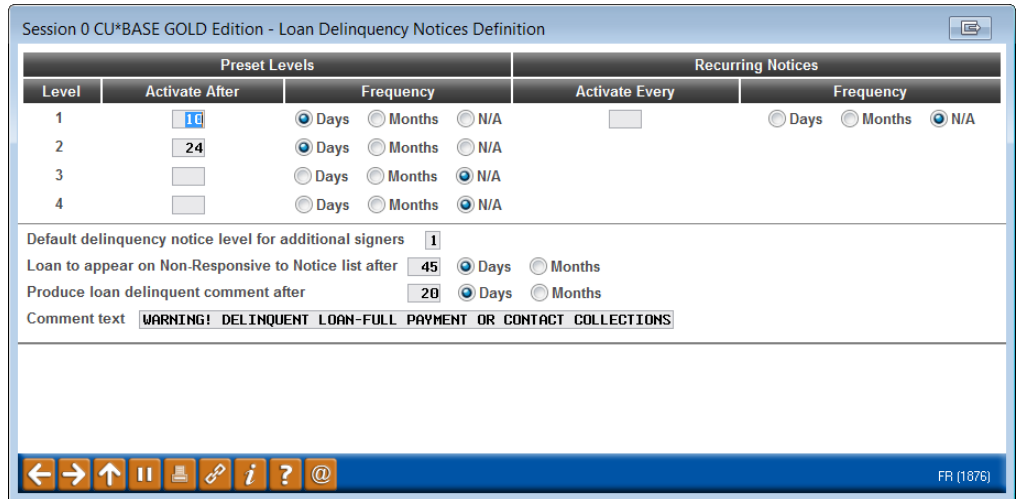 Session 0 CU*BASE GOLD Edition - Loan Delinquency Notices Definition
Preset Levels Recurring Notices
Level Activate After Frequency Activate Every Frequency
1 10 Days Months N/A Days Months N/A
2 24 Days Months N/A
3 Days Months N/A
4 Days Months N/A
Default delinquency notice level for additional signers 1
Loan to appear on Non-Responsive to Notice list after 45 Days Months
Produce loan delinquent comment after 20 Days Months
Comment text WARNING! DELINQUENT LOAN-FULL PAYMENT OR CONTACT COLLECTIONS
FR (1876)